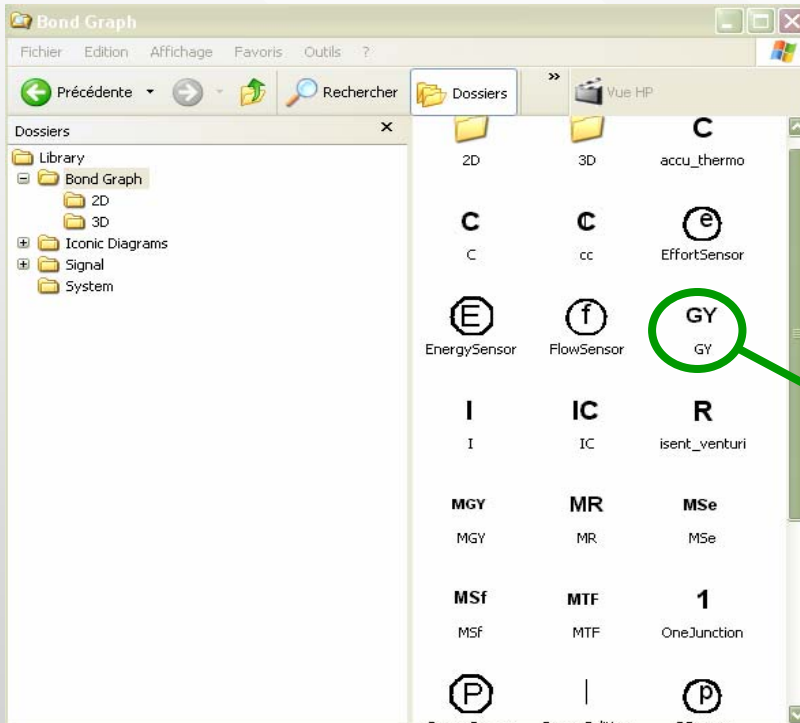 Bond Graph
Fichier Edition Affichage Favoris Outils ?
Précédente Rechercher Dossiers » Vue HP
Dossiers x
Library
Bond Graph
2D
3D
Iconic Diagrams
Signal
System
C
2D 3D accu_thermo
C C e
C cc EffortSensor
E f GY
EnergySensor FlowSensor GY
I IC R
I IC isent_venturi
MGY MR MSe
MGY MR MSe
MSf MTF 1
MSf MTF OneJunction
P | p